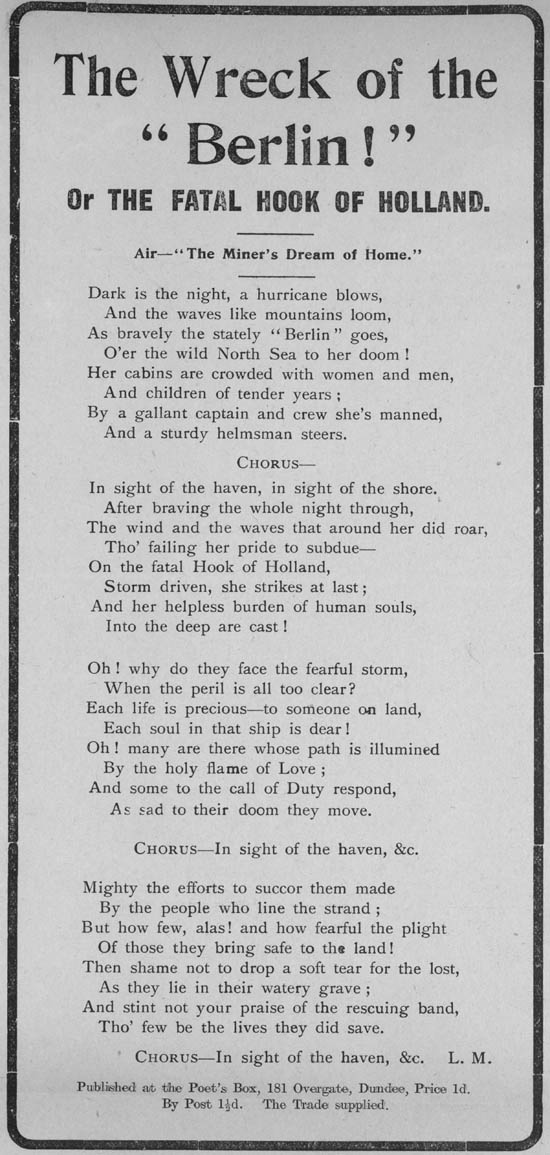 The Wreck of the
“ Berlin ! ”
Or THE FATAL HOOK OF HOLLAND.
Air—“The Miner's Dream of Home.”
Dark is the night, a hurricane blows,
And the waves like mountains loom,
As bravely the stately “ Berlin ” goes,
O'er the wild North Sea to her doom !
Her cabins are crowded with women and men,
And children of tender years ;
By a gallant captain and crew she's manned,
And a sturdy helmsman steers.
CHORUS—
In sight of the haven, in sight of the shore.
After braving the whole night through,
The wind and the waves that around her did roar,
Tho' failing her pride to subdue—
On the fatal Hook of Holland,
Storm driven, she strikes at last ;
And her helpless burden of human souls,
Into the deep are cast !
Oh ! why do they face the fearful storm,
When the peril is all too clear?
Each life is precious—to someone on land,
Each soul in that ship is dear !
Oh ! many are there whose path is illumined
By the holy flame of Love ;
And some to the call of Duty respond,
As sad to their doom they move.
CHORUS—In sight of the haven, &c.
Mighty the efforts to succor them made
By the people who line the strand ;
But how few, alas! and how fearful the plight
Of those they bring safe to the land !
Then shame not to drop a soft tear for the lost,
As they lie in their watery grave ;
And stint not your praise of the rescuing band,
Tho' few be the lives they did save.
CHORUS—In sight of the haven, &c. L. M.
Published at the Poet's Box, 181 Overgate, Dundee, Price 1d.
By Post 1½d. The Trade supplied.